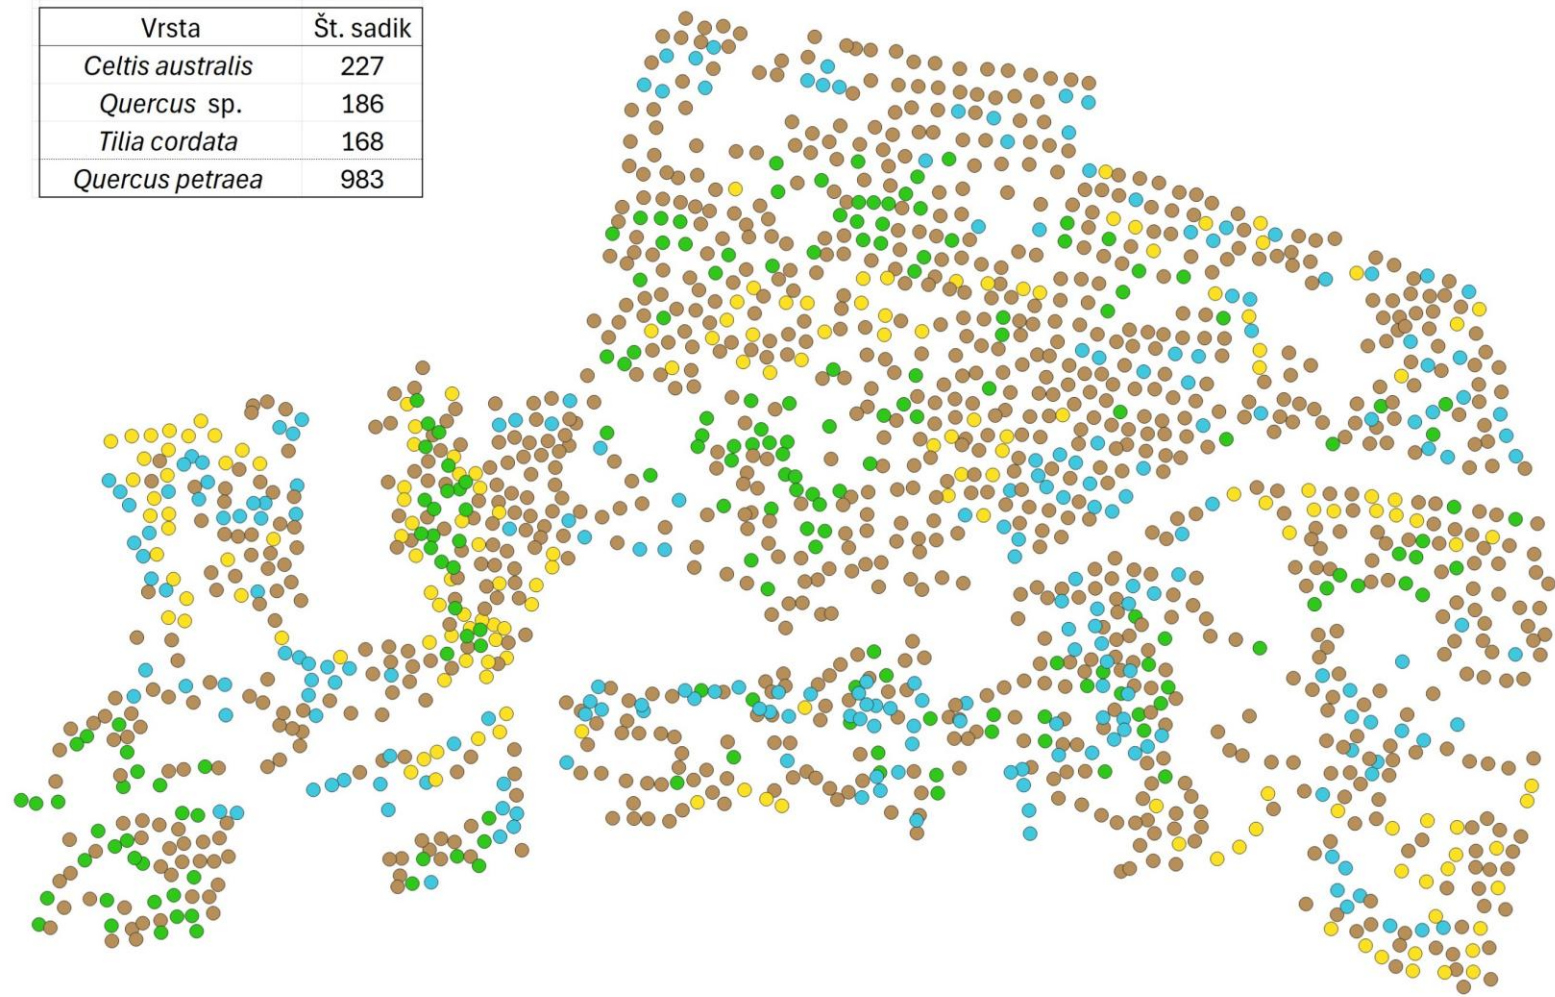 Vrsta Št. sadik
Celtis australis 227
Quercus sp. 186
Tilia cordata 168
Quercus petraea 983